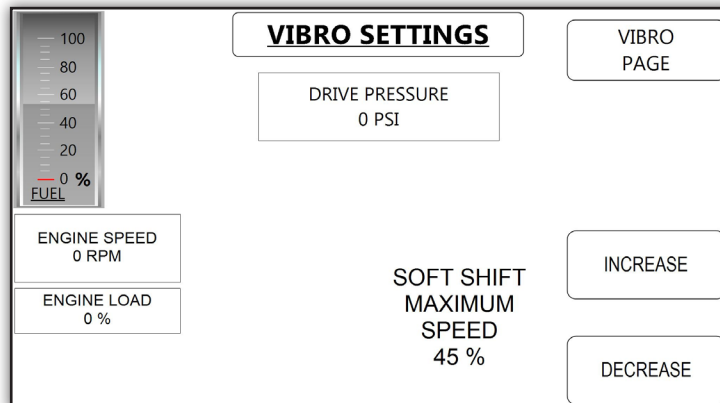 100
80
60
40
20
0 %
FUEL
ENGINE SPEED
0 RPM
ENGINE LOAD
0 %
VIBRO SETTINGS
DRIVE PRESSURE
0 PSI
SOFT SHIFT
MAXIMUM
SPEED
45 %
VIBRO
PAGE
INCREASE
DECREASE